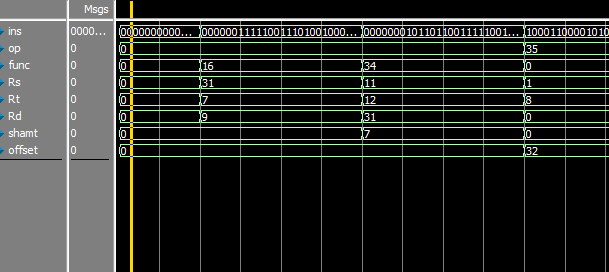 Msgs
ins 0000... 0000000000... 000000111110011101001000... 000000010110110011111001... 10001100001010
op 0 0 35
func 0 0 16 34 0
Rs 0 0 31 11 1
Rt 0 0 7 12 8
Rd 0 0 9 31 0
shamt 0 0 7 0
offset 0 0 32